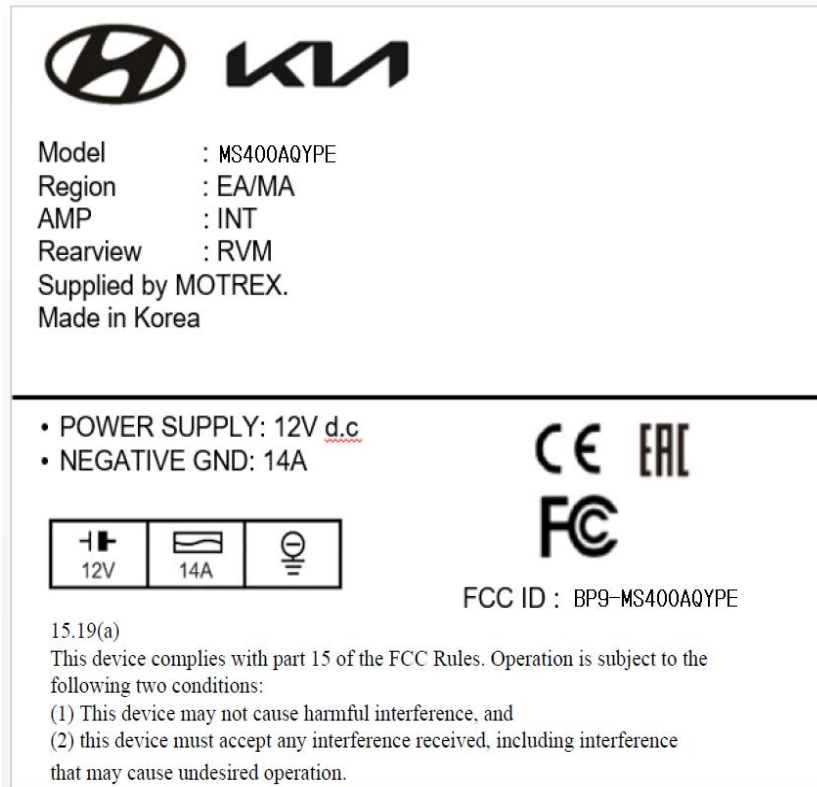 KIA
Model : MS400AQYPE
Region : EA/MA
AMP : INT
Rearview : RVM
Supplied by MOTREX.
Made in Korea
• POWER SUPPLY: 12V d.c
• NEGATIVE GND: 14A
CE EAC
FC
12V 14A
FCC ID : BP9-MS400AQYPE
15.19(a)
This device complies with part 15 of the FCC Rules. Operation is subject to the
following two conditions:
(1) This device may not cause harmful interference, and
(2) this device must accept any interference received, including interference
that may cause undesired operation.